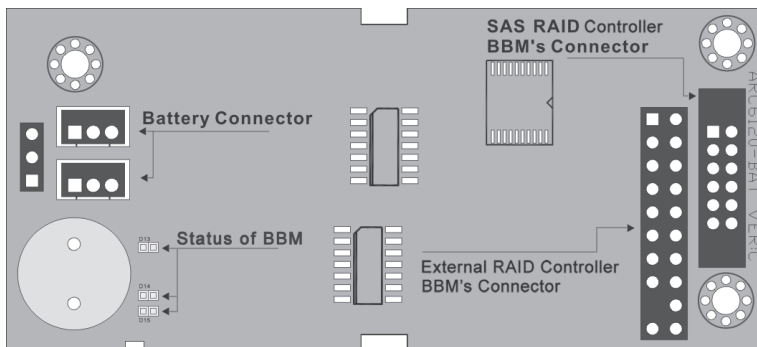 SAS RAID Controller
BBM's Connector
Battery Connector
Status of BBM
D13
D14
D15
External RAID Controller
BBM's Connector
ARC6120-BAT VER:C